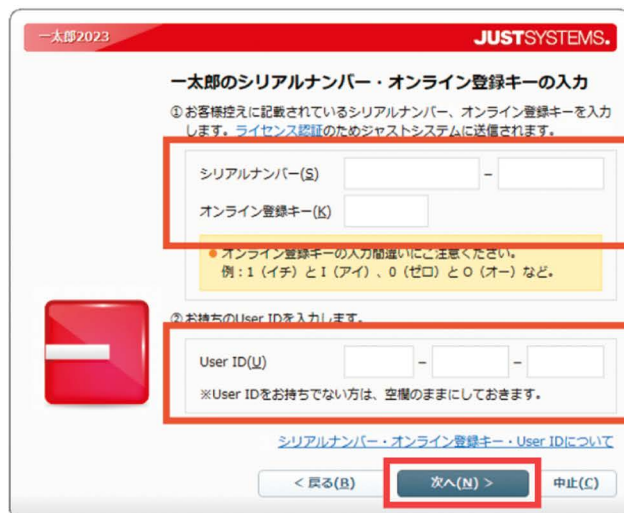 一太郎2023
JUSTSYSTEMS.
一太郎のシリアルナンバー・オンライン登録キーの入力
①お客様控えに記載されているシリアルナンバー、オンライン登録キーを入力
します。ライセンス認証のためジャストシステムに送信されます。
シリアルナンバー(S) －
オンライン登録キー(K)
● オンライン登録キーの入力間違いにご注意ください。
例：1（イチ）とI（アイ）、0（ゼロ）とO（オー）など。
②お持ちのUser IDを入力します。
User ID(U) － －
※User IDをお持ちでない方は、空欄のままにしておきます。
シリアルナンバー・オンライン登録キー・User IDについて
< 戻る(B) 次へ(N) > 中止(C)